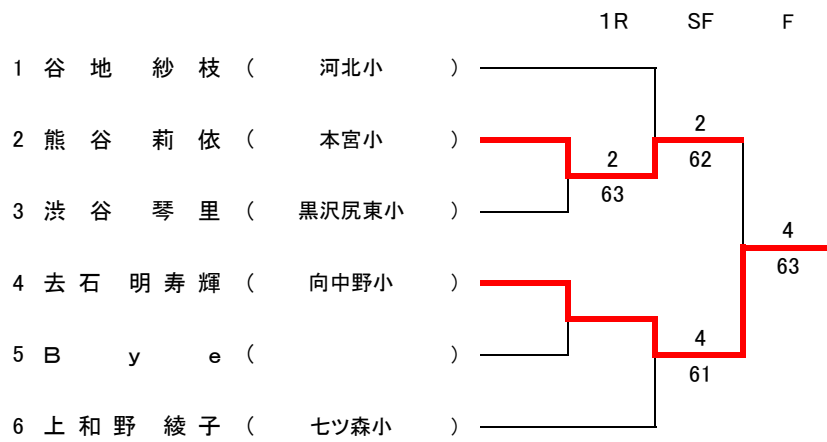 1R SF F
1 谷 地 紗 枝 ( 河北小 )
2
2 熊 谷 莉 依 ( 本宮小 )
2 62
63
3 渋 谷 琴 里 ( 黒沢尻東小 )
4
63
4 去 石 明 寿 輝 ( 向中野小 )
4
5 B y e ( )
61
6 上 和 野 綾 子 ( 七ツ森小 )